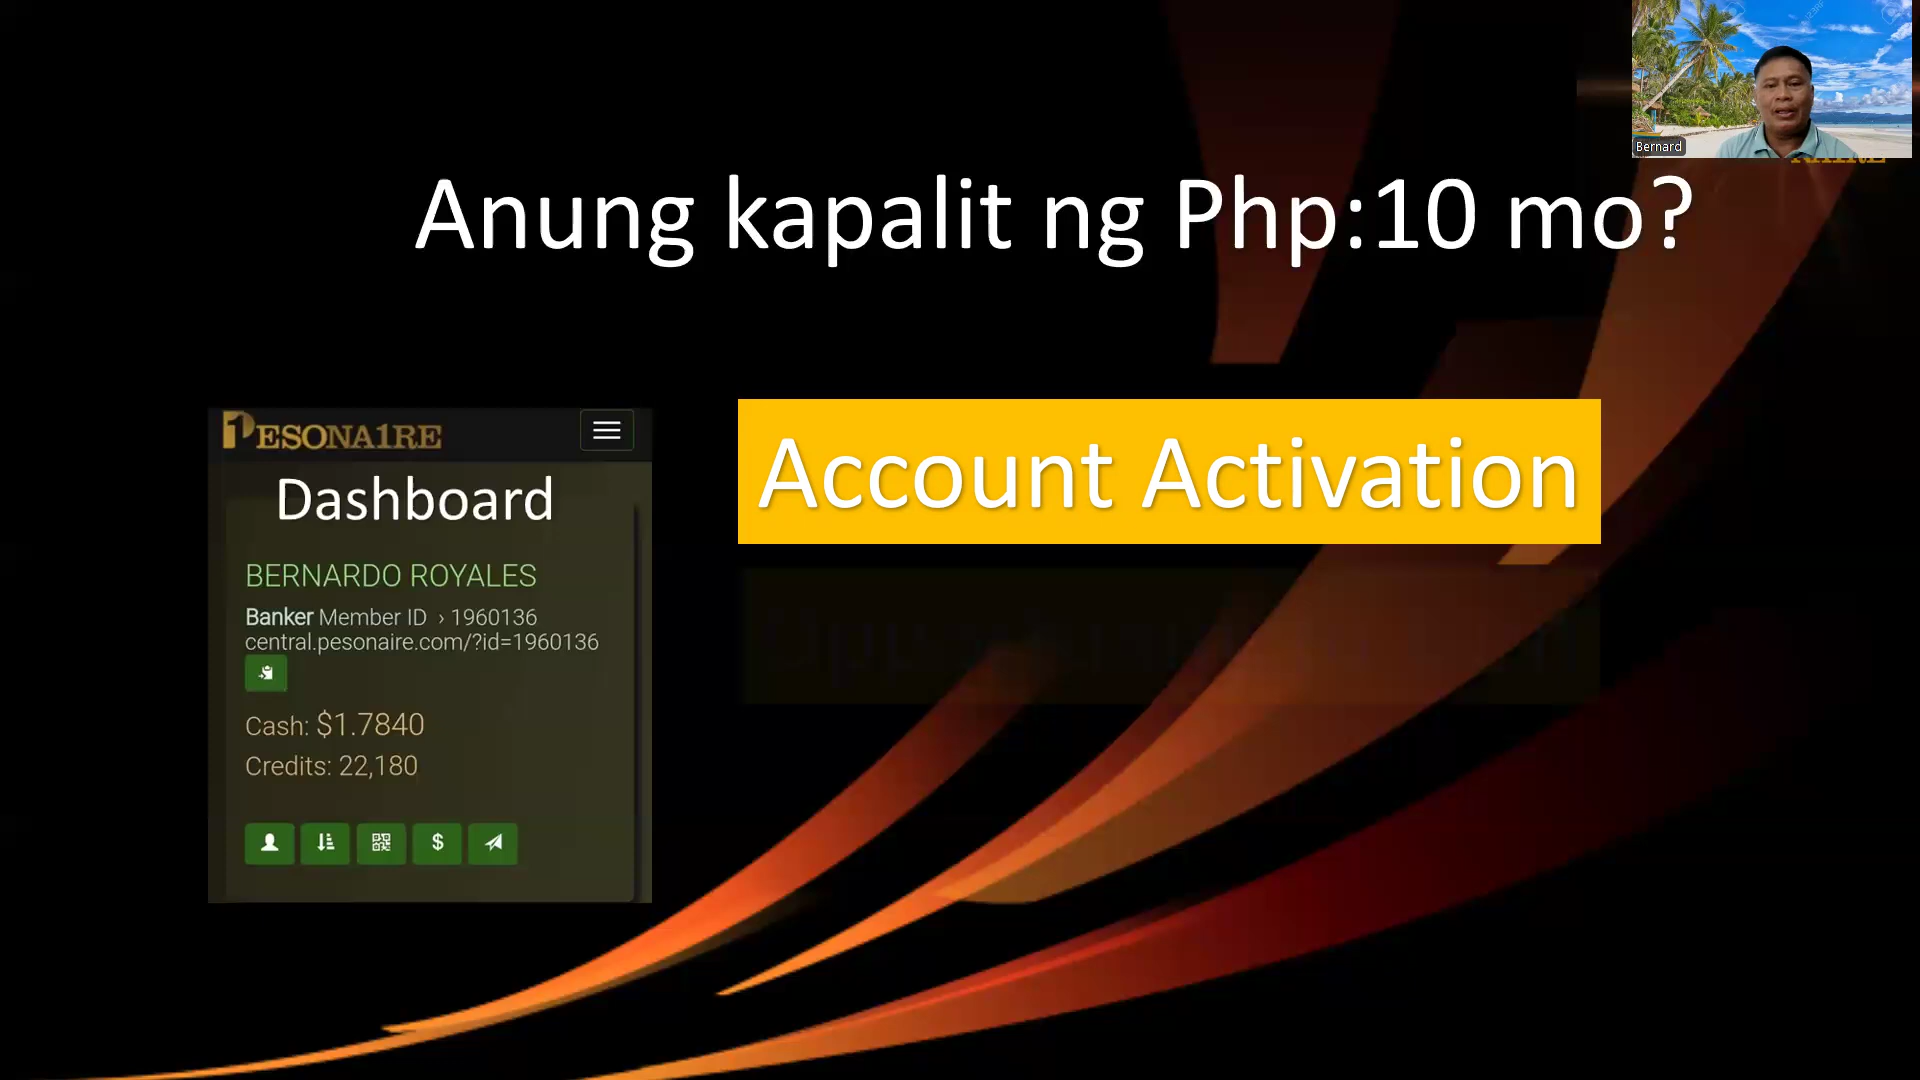 Bernard
Anung kapalit ng Php:10 mo?
PESONA1RE
Dashboard
BERNARDO ROYALES
Banker Member ID › 1960136
central.pesonaire.com/?id=1960136
Cash: $1.7840
Credits: 22,180
Account Activation